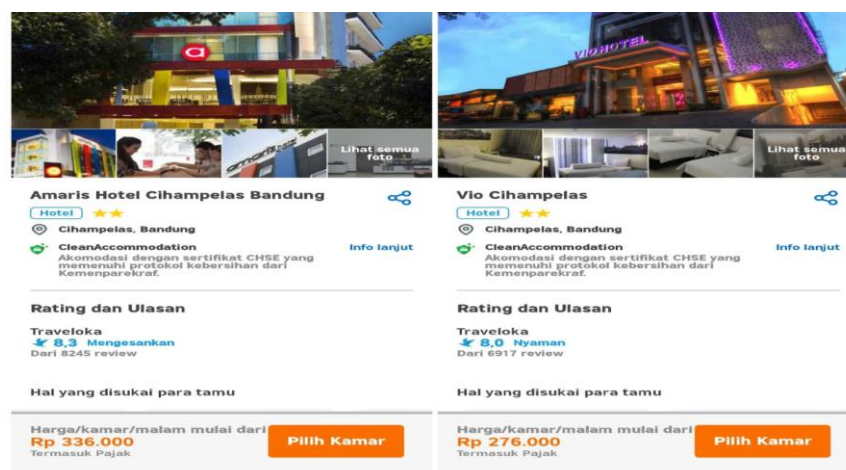 a
Lihat semua
foto
amaris hotel
Amaris Hotel Cihampelas Bandung
Hotel
Cihampelas, Bandung
CleanAccommodation
Info lanjut
Akomodasi dengan sertifikat CHSE yang
memenuhi protokol kebersihan dari
Kemenparekraf.
Rating dan Ulasan
Traveloka
8,3 Mengesankan
Dari 8245 review
Hal yang disukai para tamu
Harga/kamar/malam mulai dari
Rp 336.000
Termasuk Pajak
Pilih Kamar
VIO HOTEL
Lihat semua
foto
Vio Cihampelas
Hotel
Cihampelas, Bandung
CleanAccommodation
Info lanjut
Akomodasi dengan sertifikat CHSE yang
memenuhi protokol kebersihan dari
Kemenparekraf.
Rating dan Ulasan
Traveloka
8,0 Nyaman
Dari 6917 review
Hal yang disukai para tamu
Harga/kamar/malam mulai dari
Rp 276.000
Termasuk Pajak
Pilih Kamar